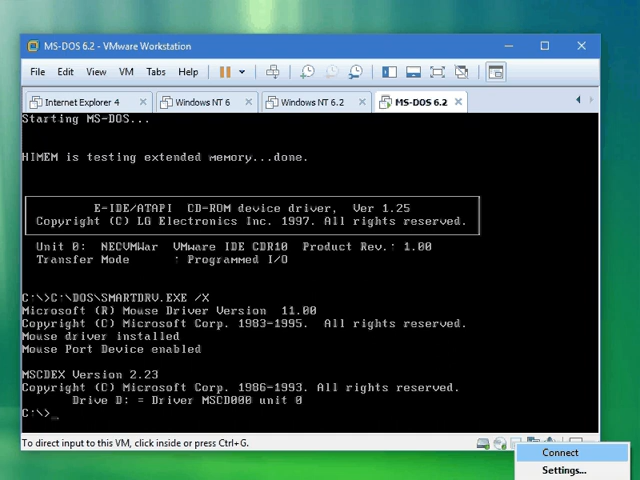 MS-DOS 6.2 - VMware Workstation
File Edit View VM Tabs Help
Internet Explorer 4 Windows NT 6 Windows NT 6.2 MS-DOS 6.2
Starting MS-DOS...
HIMEM is testing extended memory...done.
E-IDE/ATAPI CD-ROM device driver, Ver 1.25
Copyright (C) LG Electronics Inc. 1997. All rights reserved.
Unit 0: NECVMWar VMware IDE CDR10 Product Rev.: 1.00
Transfer Mode : Programmed I/O
C:\>C:\DOS\SMARTDRV.EXE /X
Microsoft (R) Mouse Driver Version 11.00
Copyright (C) Microsoft Corp. 1983-1995. All rights reserved.
Mouse driver installed
Mouse Port Device enabled
MSCDEX Version 2.23
Copyright (C) Microsoft Corp. 1986-1993. All rights reserved.
Drive D: = Driver MSCD000 unit 0
C:\>_
To direct input to this VM, click inside or press Ctrl+G.
Connect
Settings...